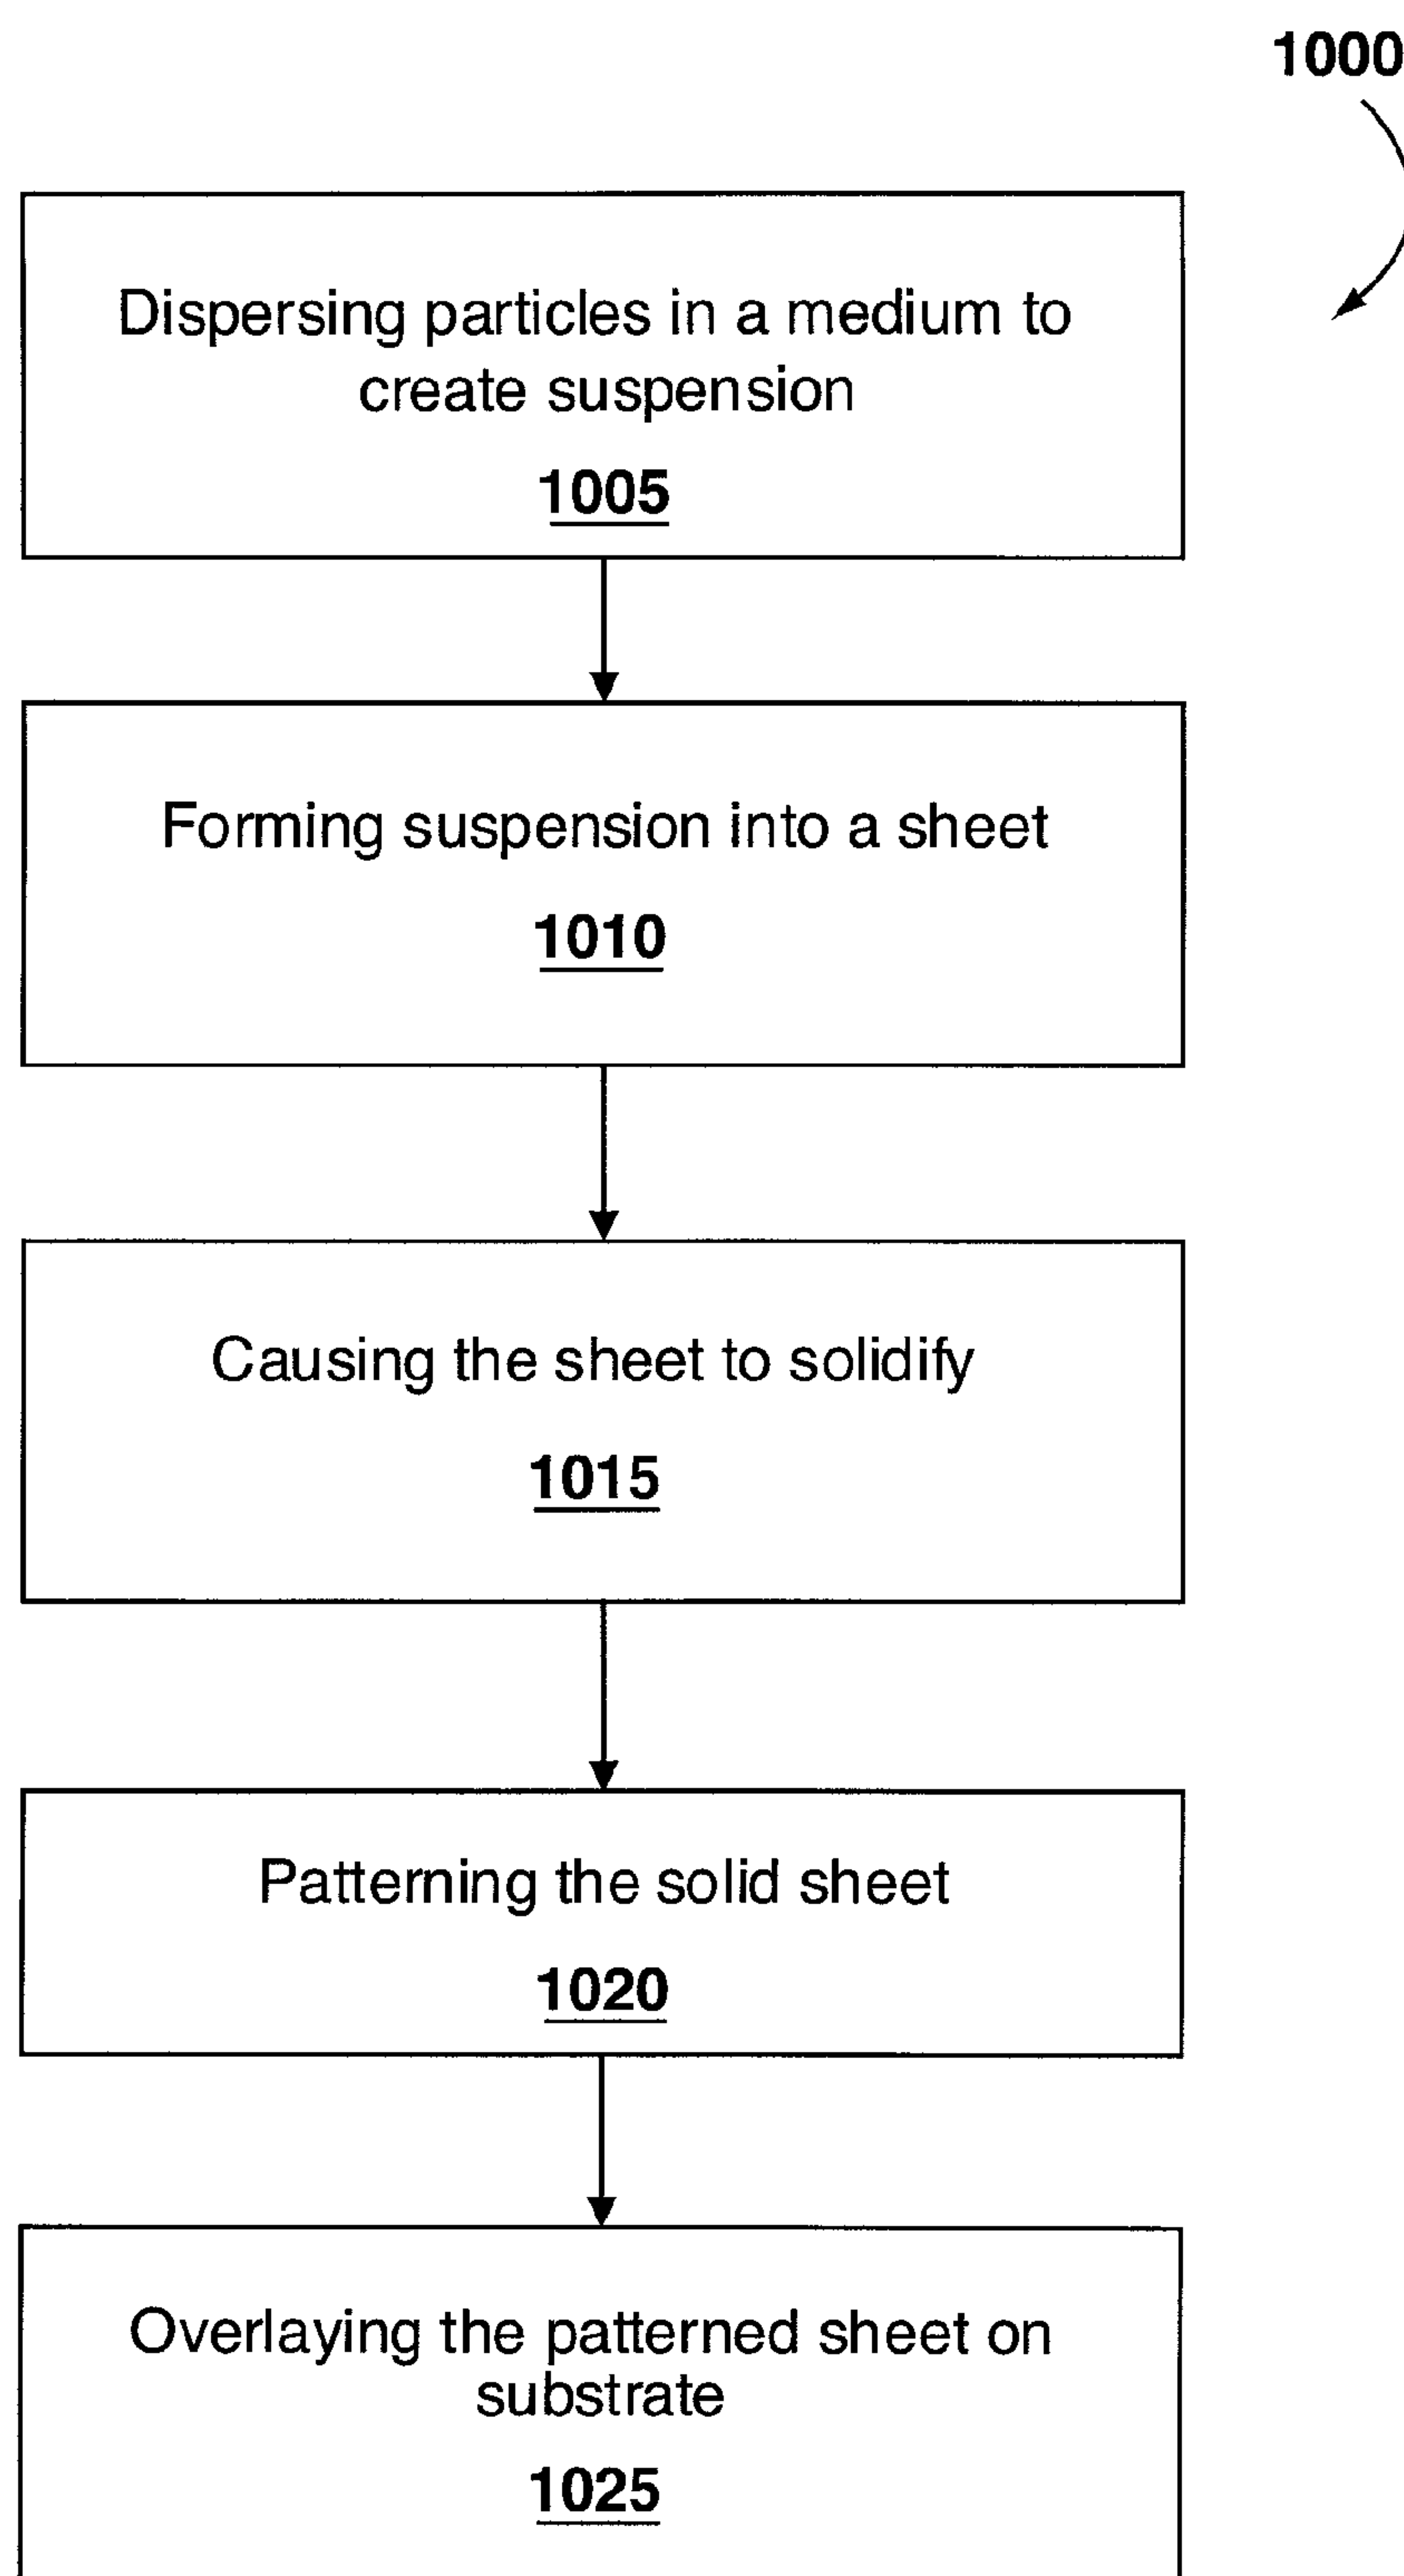 1000
Dispersing particles in a medium to
create suspension
1005
Forming suspension into a sheet
1010
Causing the sheet to solidify
1015
Patterning the solid sheet
1020
Overlaying the patterned sheet on
substrate
1025